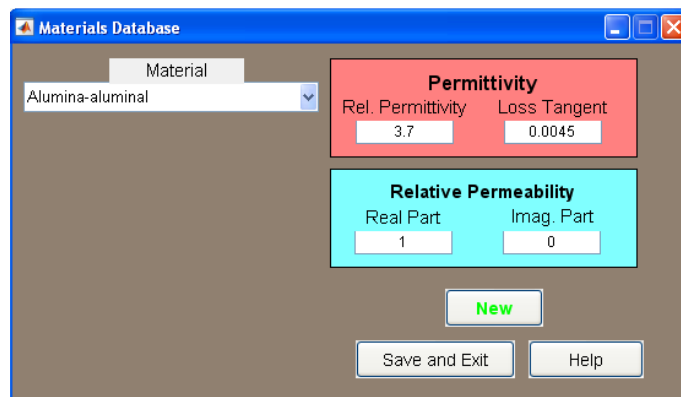 Materials Database
Material
Alumina-aluminal
Permittivity
Rel. Permittivity Loss Tangent
3.7 0.0045
Relative Permeability
Real Part Imag. Part
1 0
New
Save and Exit Help